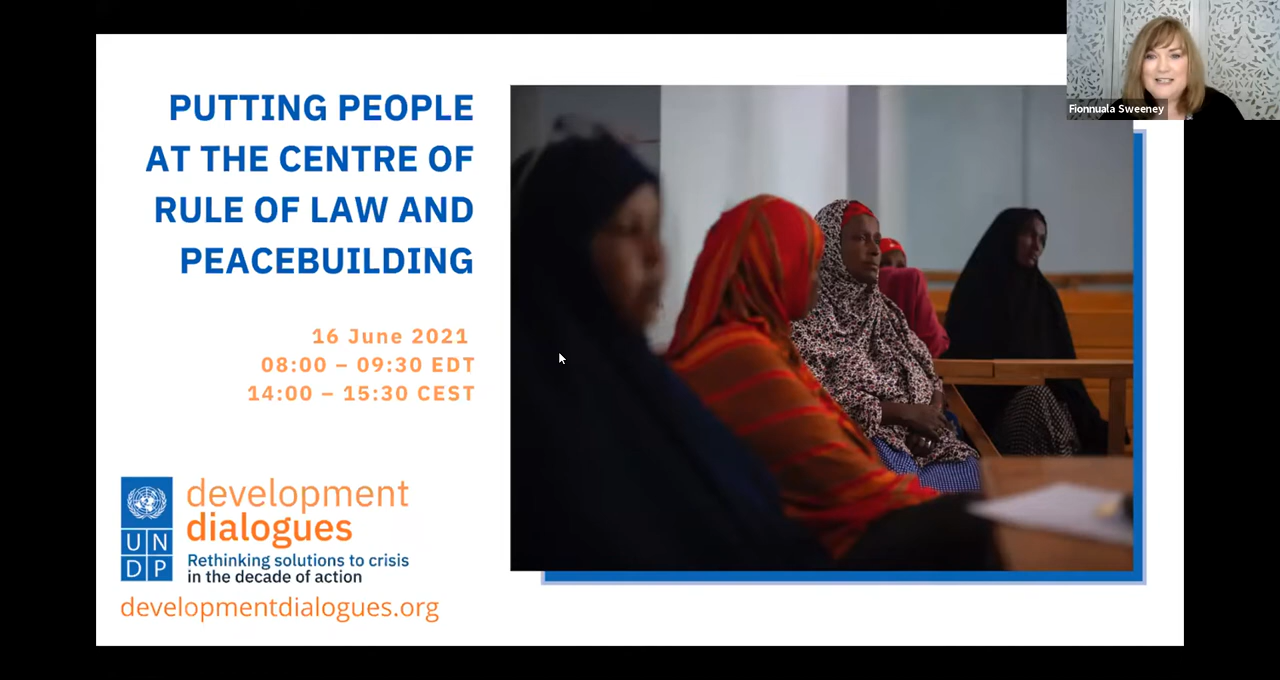 PUTTING PEOPLE
AT THE CENTRE OF
RULE OF LAW AND
PEACEBUILDING
16 June 2021
08:00 – 09:30 EDT
14:00 – 15:30 CEST
UN
DP
development
dialogues
Rethinking solutions to crisis
in the decade of action
developmentdialogues.org
Fionnuala Sweeney